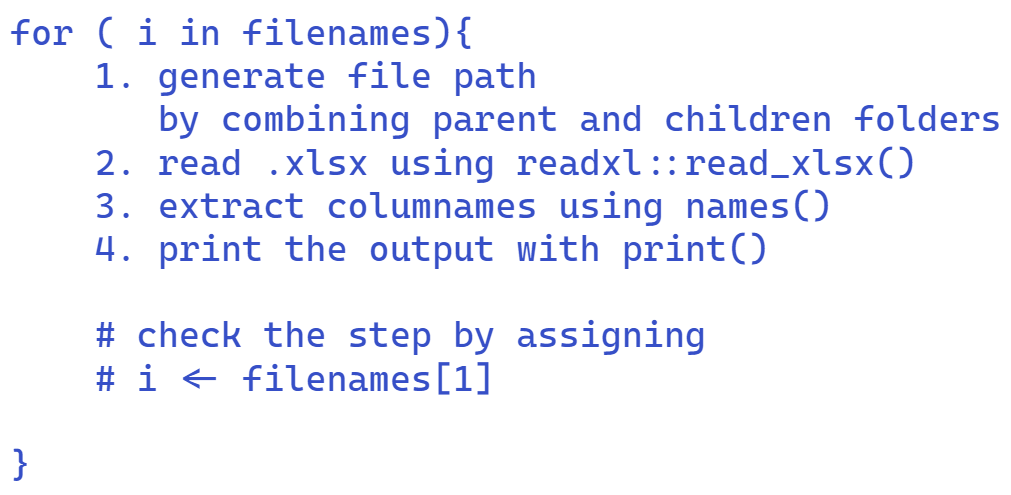 for ( i in filenames){
    1. generate file path
       by combining parent and children folders
    2. read .xlsx using readxl::read_xlsx()
    3. extract columnames using names()
    4. print the output with print()

    # check the step by assigning
    # i <- filenames[1]

}